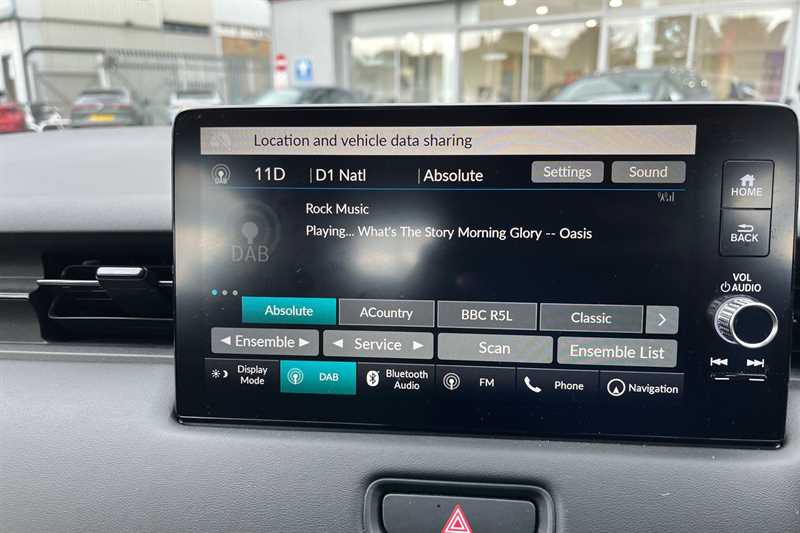 Location and vehicle data sharing
DAB 11D | D1 Natl | Absolute Settings Sound
Rock Music
Playing... What's The Story Morning Glory -- Oasis
DAB
Absolute ACountry BBC R5L Classic
Ensemble Service Scan Ensemble List
Display Mode DAB Bluetooth Audio FM Phone Navigation
HOME
BACK
VOL
AUDIO